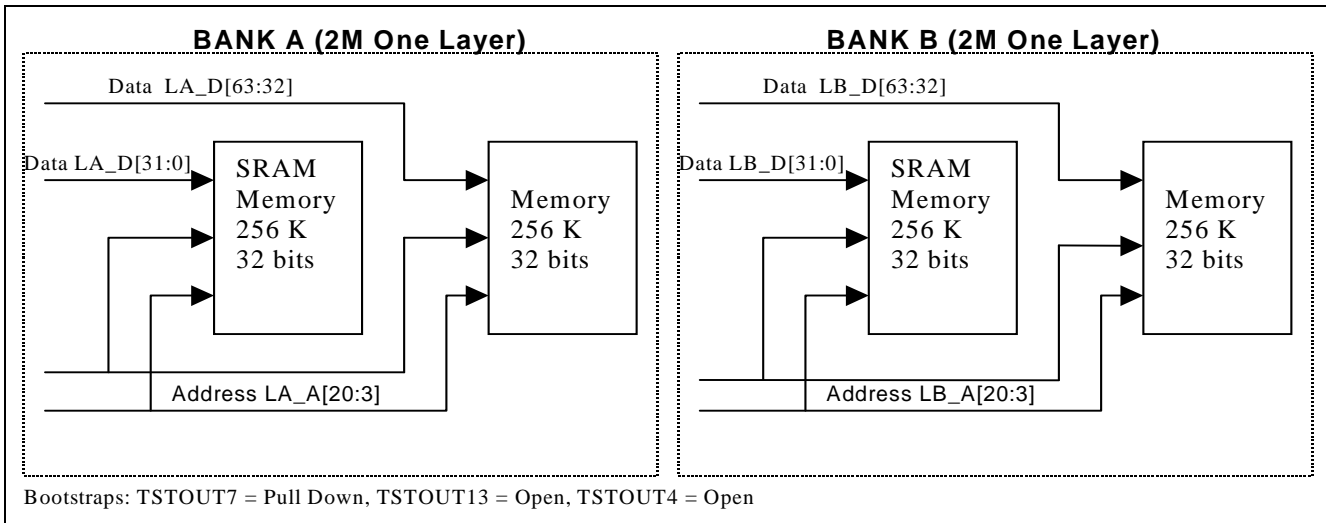 BANK A (2M One Layer)
Data LA_D[63:32]
Data LA_D[31:0]
SRAM
Memory
256 K
32 bits
Memory
256 K
32 bits
Address LA_A[20:3]
BANK B (2M One Layer)
Data LB_D[63:32]
Data LB_D[31:0]
SRAM
Memory
256 K
32 bits
Memory
256 K
32 bits
Address LB_A[20:3]
Bootstraps: TSTOUT7 = Pull Down, TSTOUT13 = Open, TSTOUT4 = Open